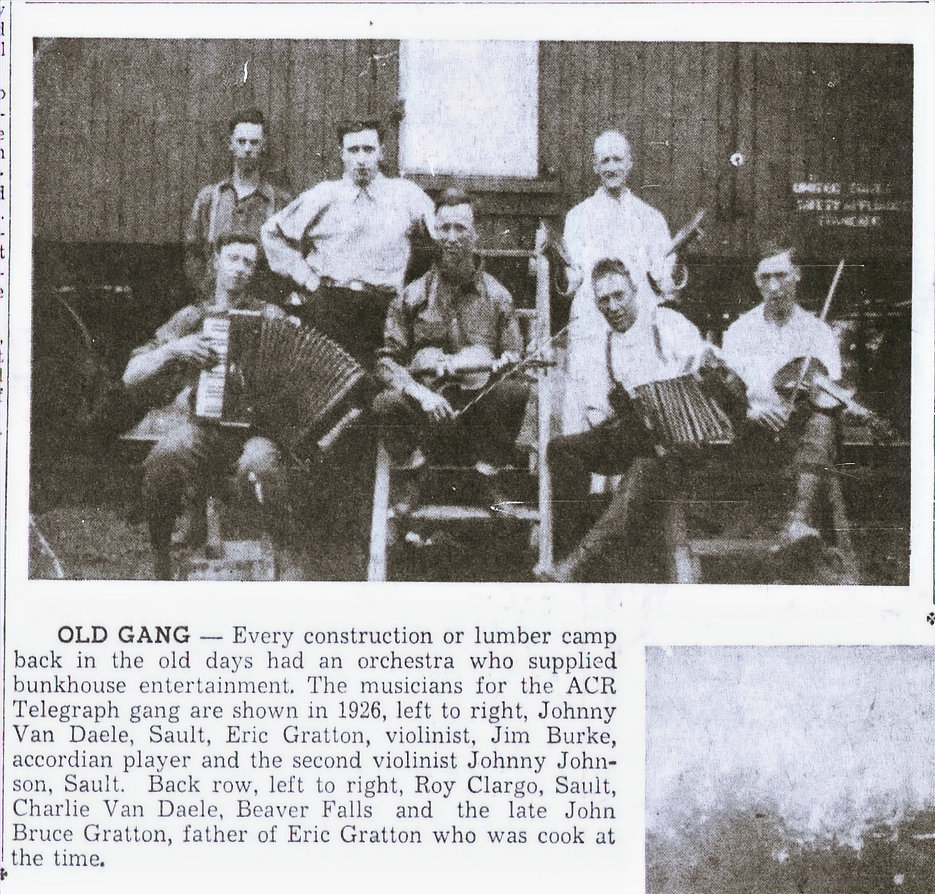 OLD GANG — Every construction or lumber camp
back in the old days had an orchestra who supplied
bunkhouse entertainment. The musicians for the ACR
Telegraph gang are shown in 1926, left to right, Johnny
Van Daele, Sault, Eric Gratton, violinist, Jim Burke,
accordian player and the second violinist Johnny John-
son, Sault. Back row, left to right, Roy Clargo, Sault,
Charlie Van Daele, Beaver Falls and the late John
Bruce Gratton, father of Eric Gratton who was cook at
the time.